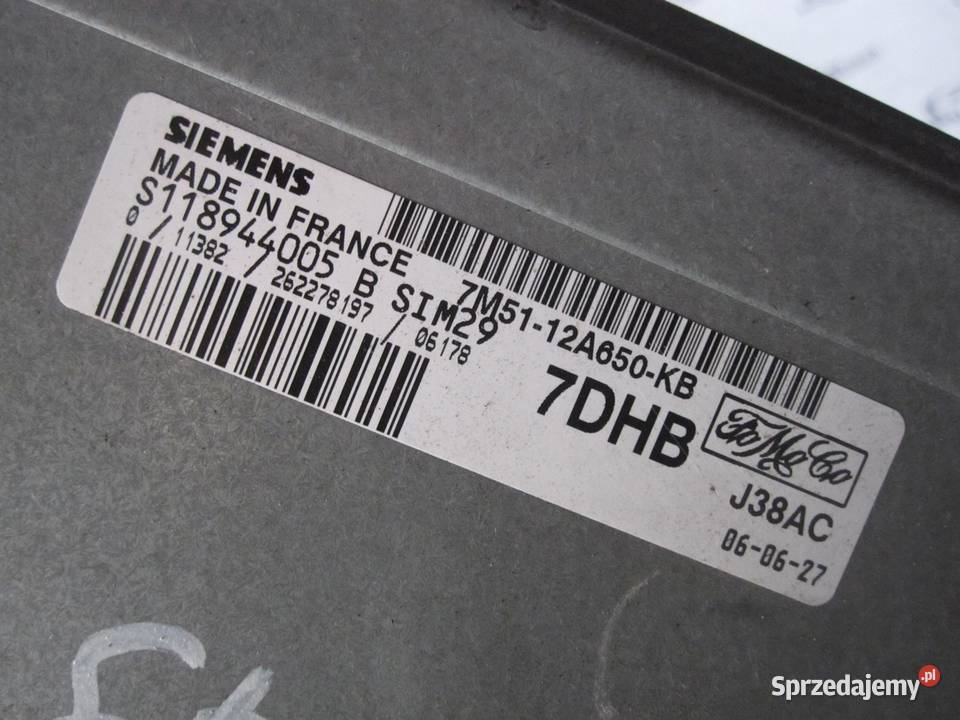 SIEMENS
MADE IN FRANCE
S118944005 B SIM29
0 / 11382 / 262278197 / 06178
7M51-12A650-KB
7DHB
FoMoCo
J38AC
06-06-27
Sprzedajemy.pl